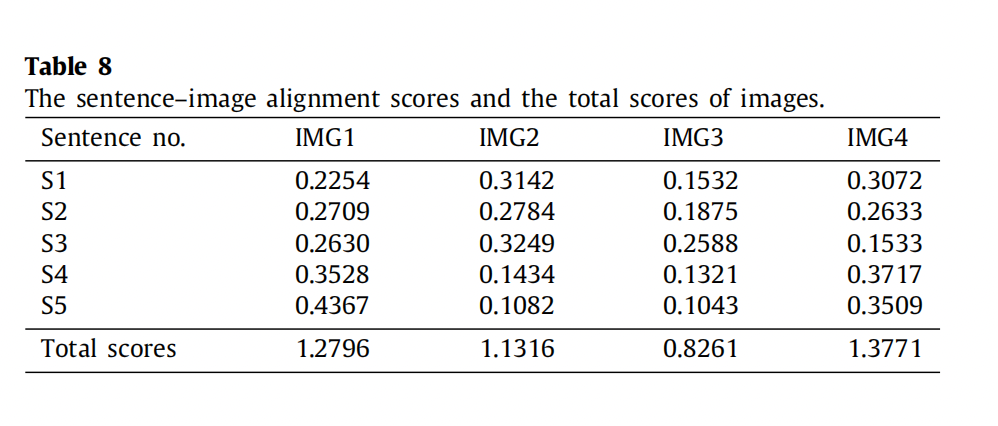 Table 8
The sentence–image alignment scores and the total scores of images.
Sentence no. IMG1 IMG2 IMG3 IMG4
S1 0.2254 0.3142 0.1532 0.3072
S2 0.2709 0.2784 0.1875 0.2633
S3 0.2630 0.3249 0.2588 0.1533
S4 0.3528 0.1434 0.1321 0.3717
S5 0.4367 0.1082 0.1043 0.3509
Total scores 1.2796 1.1316 0.8261 1.3771